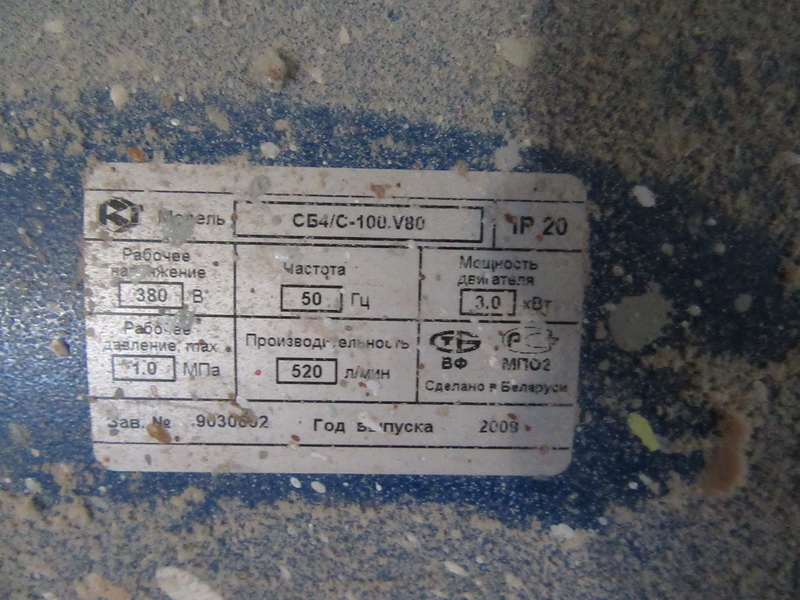 Модель СБ4/С-100.V80 IP 20
Рабочее напряжение 380 В
Частота 50 Гц
Мощность двигателя 3.0 кВт
Рабочее давление, max 1.0 МПа
Производительность 520 л/мин
ВФ МПО2
Сделано в Беларуси
Зав. № Год выпуска